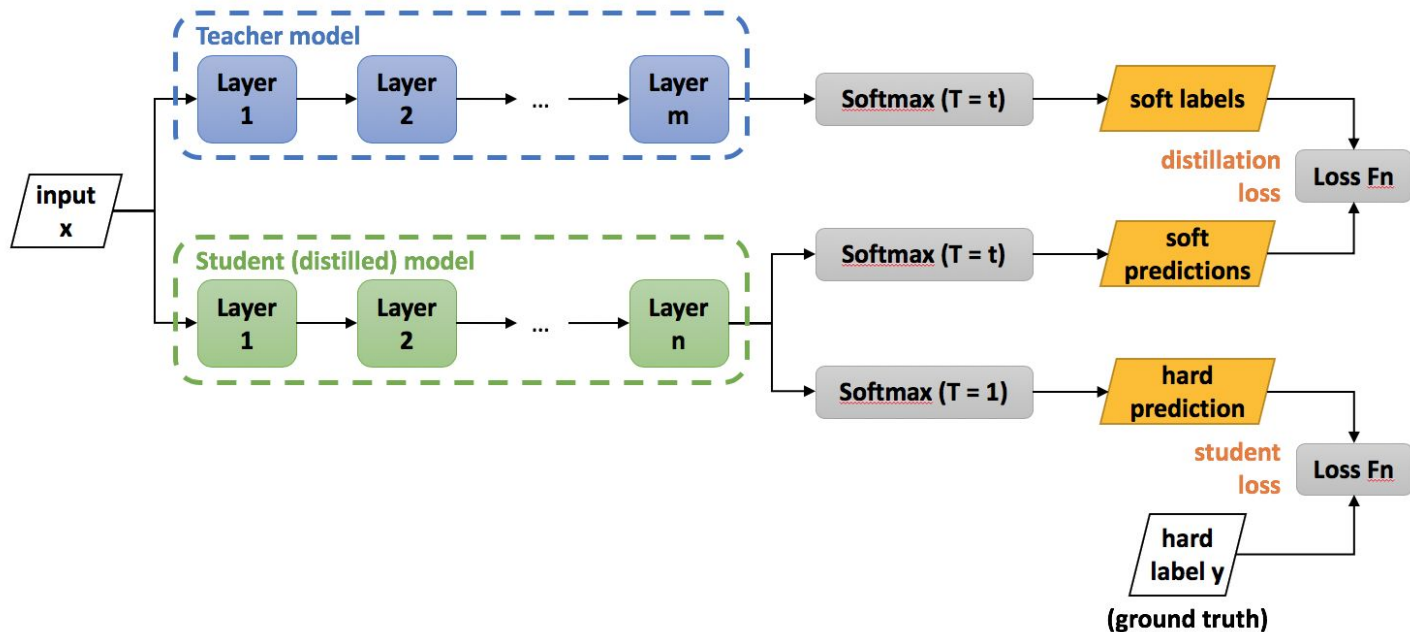 Teacher model
Layer
1
Layer
2
...
Layer
m
Softmax (T = t)
soft labels
distillation
loss
Loss Fn
input
x
Student (distilled) model
Layer
1
Layer
2
...
Layer
n
Softmax (T = t)
soft
predictions
Softmax (T = 1)
hard
prediction
student
loss
Loss Fn
hard
label y
(ground truth)